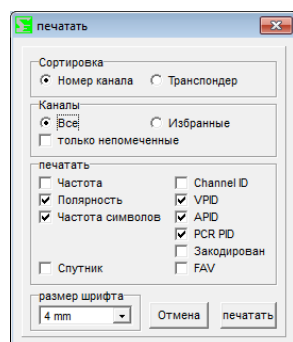 печатать
Сортировка
Номер канала Транспондер
Каналы
Все Избранные
только непомеченные
печатать
Частота Channel ID
Полярность VPID
Частота символов APID
PCR PID
Закодирован
Спутник FAV
размер шрифта
4 mm Отмена печатать